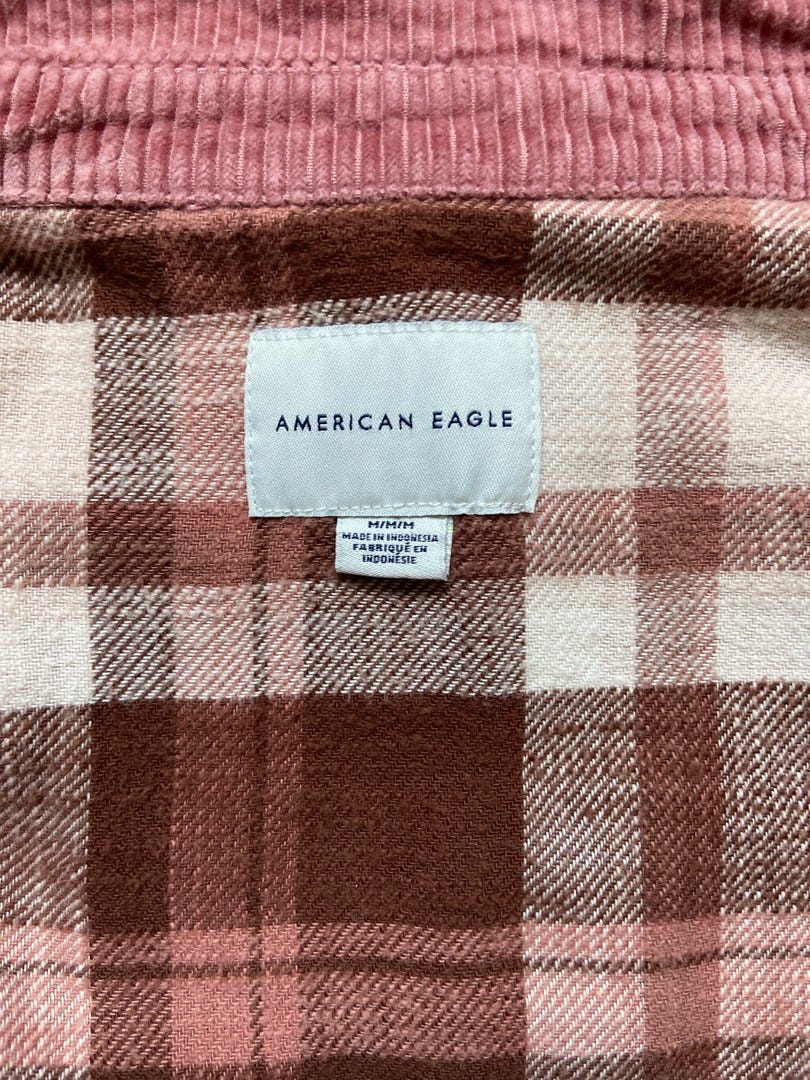 AMERICAN EAGLE
M/M/M
MADE IN INDONESIA
FABRIQUÉ EN
INDONÉSIE